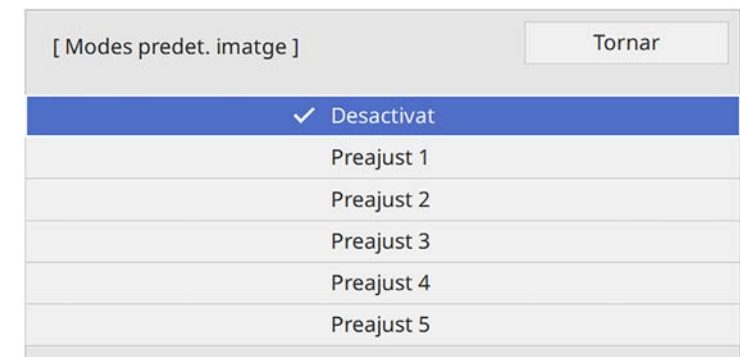 [ Modes predet. imatge ]
Tornar
Desactivat
Preajust 1
Preajust 2
Preajust 3
Preajust 4
Preajust 5